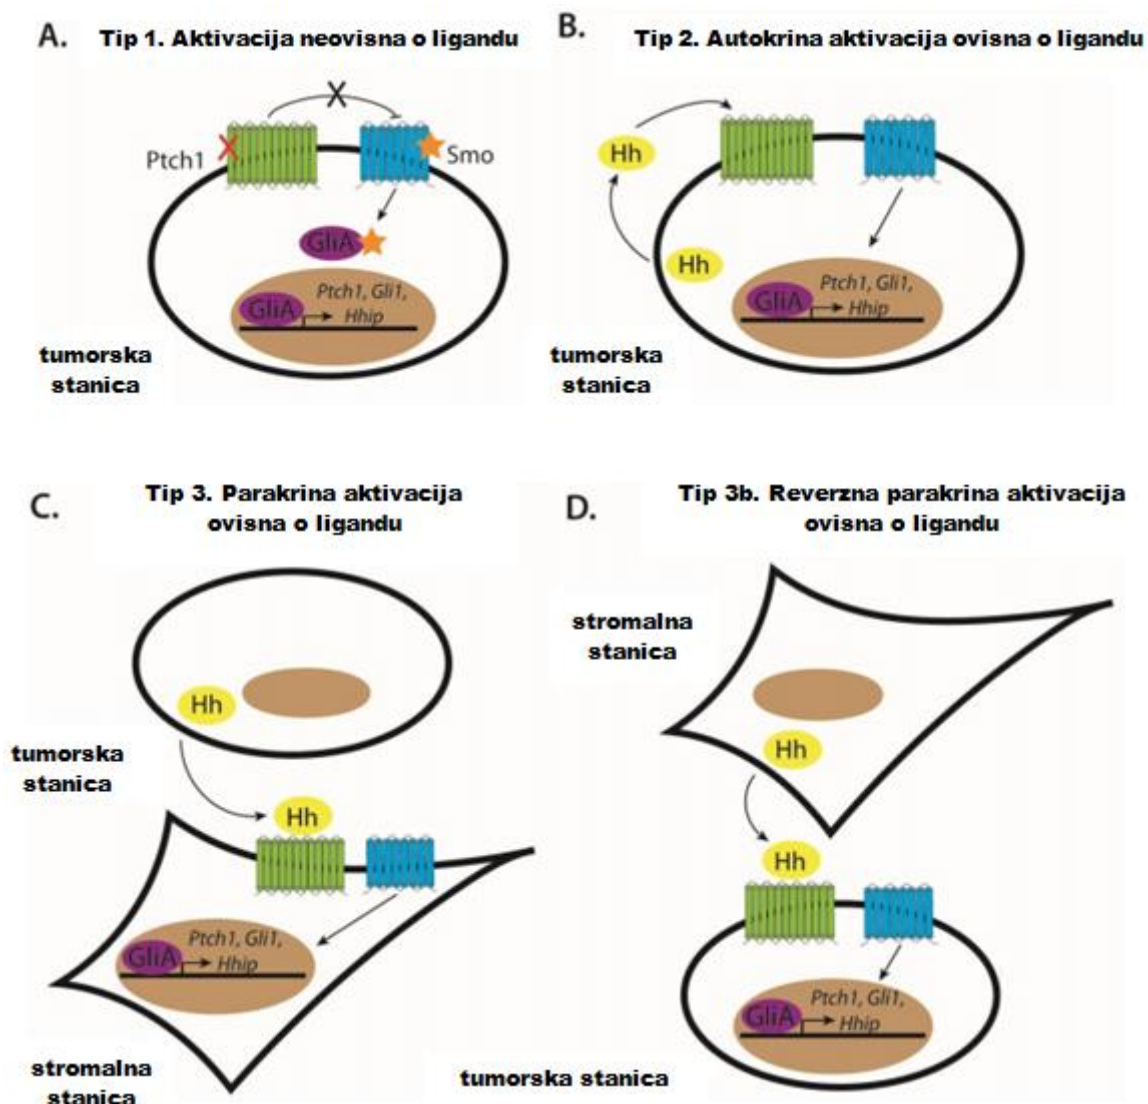 A.
Tip 1. Aktivacija neovisna o ligandu
Ptch1
Smo
GliA
GliA
Ptch1, Gli1,
Hhip
tumorska
stanica
B.
Tip 2. Autokrina aktivacija ovisna o ligandu
Hh
Hh
GliA
Ptch1, Gli1,
Hhip
tumorska
stanica
C.
Tip 3. Parakrina aktivacija
ovisna o ligandu
Hh
tumorska
stanica
Hh
GliA
Ptch1, Gli1,
Hhip
stromalna
stanica
D.
Tip 3b. Reverzna parakrina aktivacija
ovisna o ligandu
stromalna
stanica
Hh
Hh
GliA
Ptch1, Gli1,
Hhip
tumorska stanica